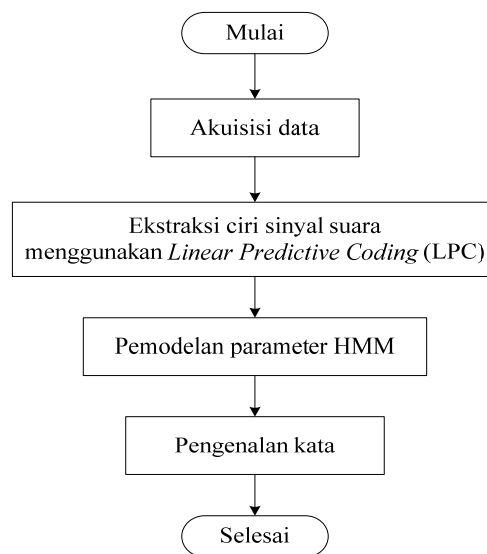 Mulai
Akuisisi data
Ekstraksi ciri sinyal suara
menggunakan Linear Predictive Coding (LPC)
Pemodelan parameter HMM
Pengenalan kata
Selesai